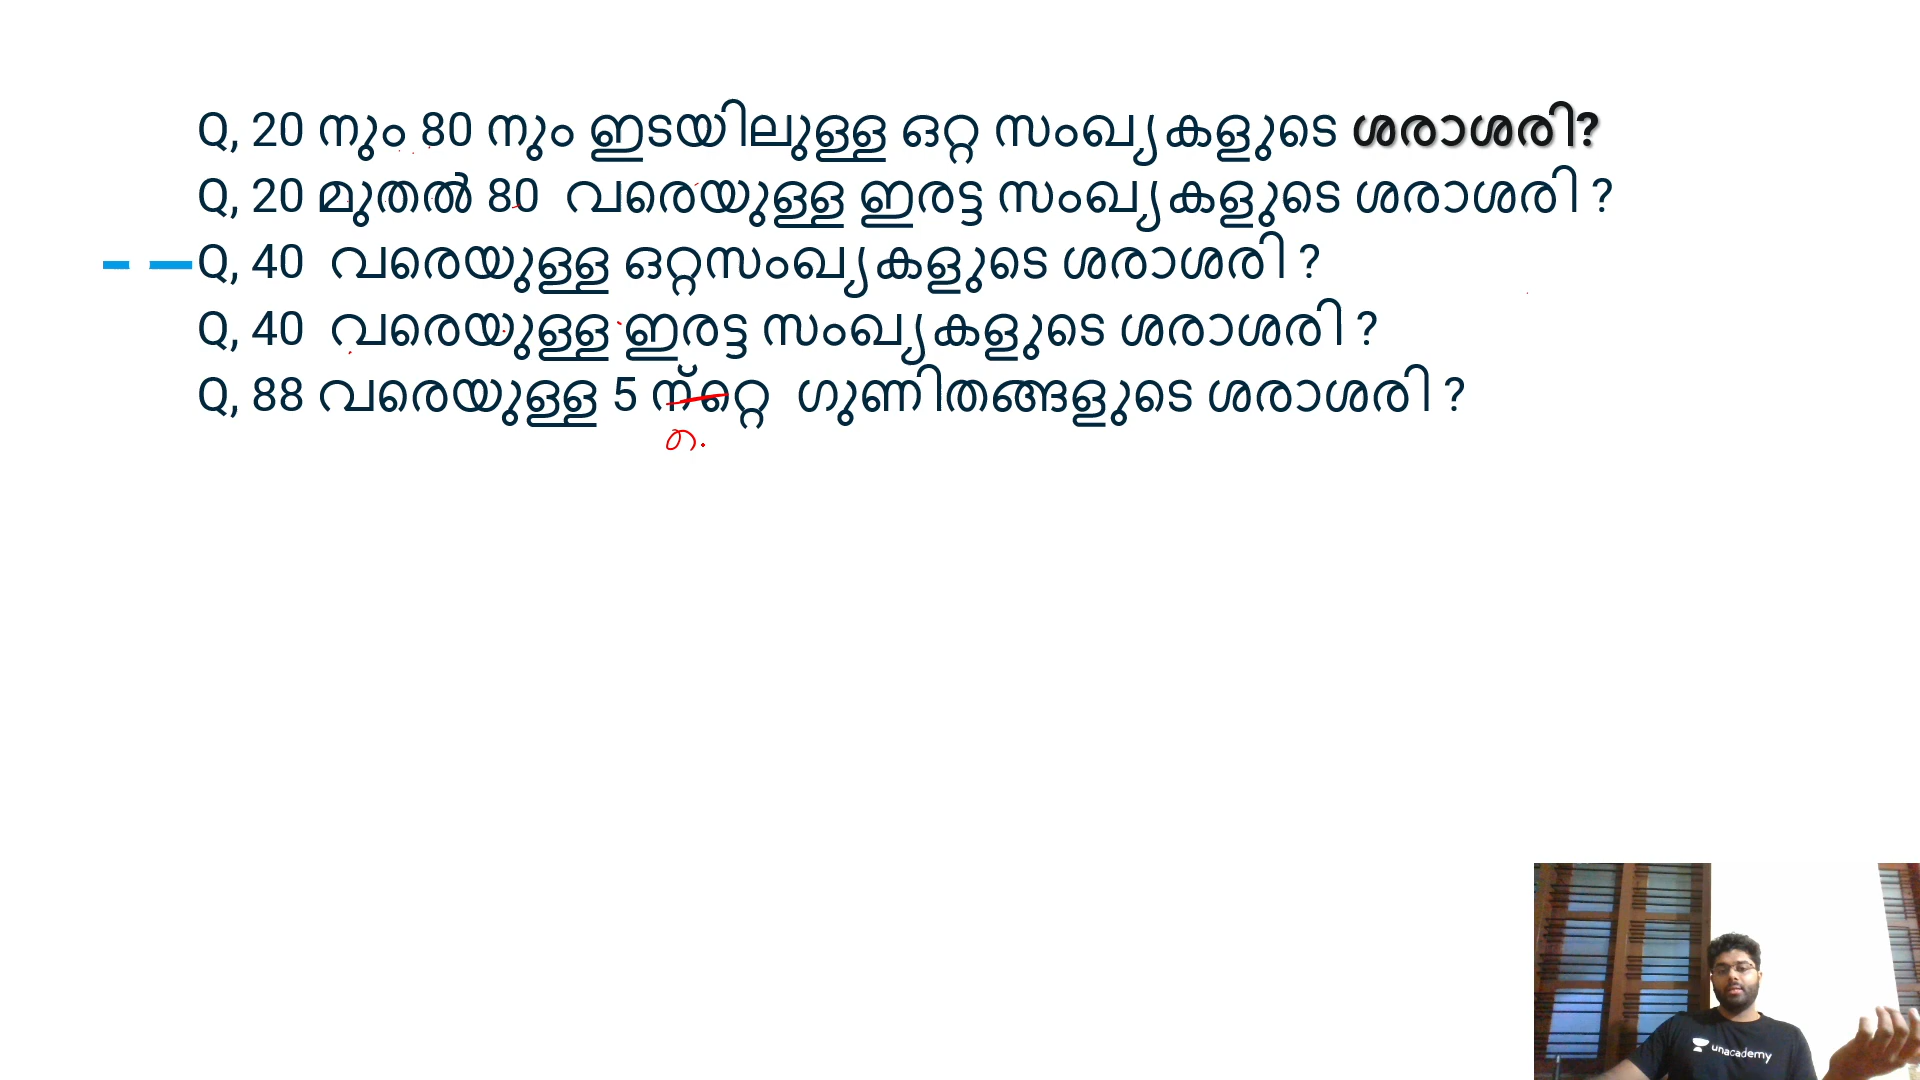 Q, 20 നും 80 നും ഇടയിലുള്ള ഒറ്റ സംഖ്യകളുടെ ശരാശരി?
Q, 20 മുതൽ 80 വരെയുള്ള ഇരട്ട സംഖ്യകളുടെ ശരാശരി ?
Q, 40 വരെയുള്ള ഒറ്റസംഖ്യകളുടെ ശരാശരി ?
Q, 40 വരെയുള്ള ഇരട്ട സംഖ്യകളുടെ ശരാശരി ?
Q, 88 വരെയുള്ള 5 ന്റെ ഗുണിതങ്ങളുടെ ശരാശരി ?
unacademy